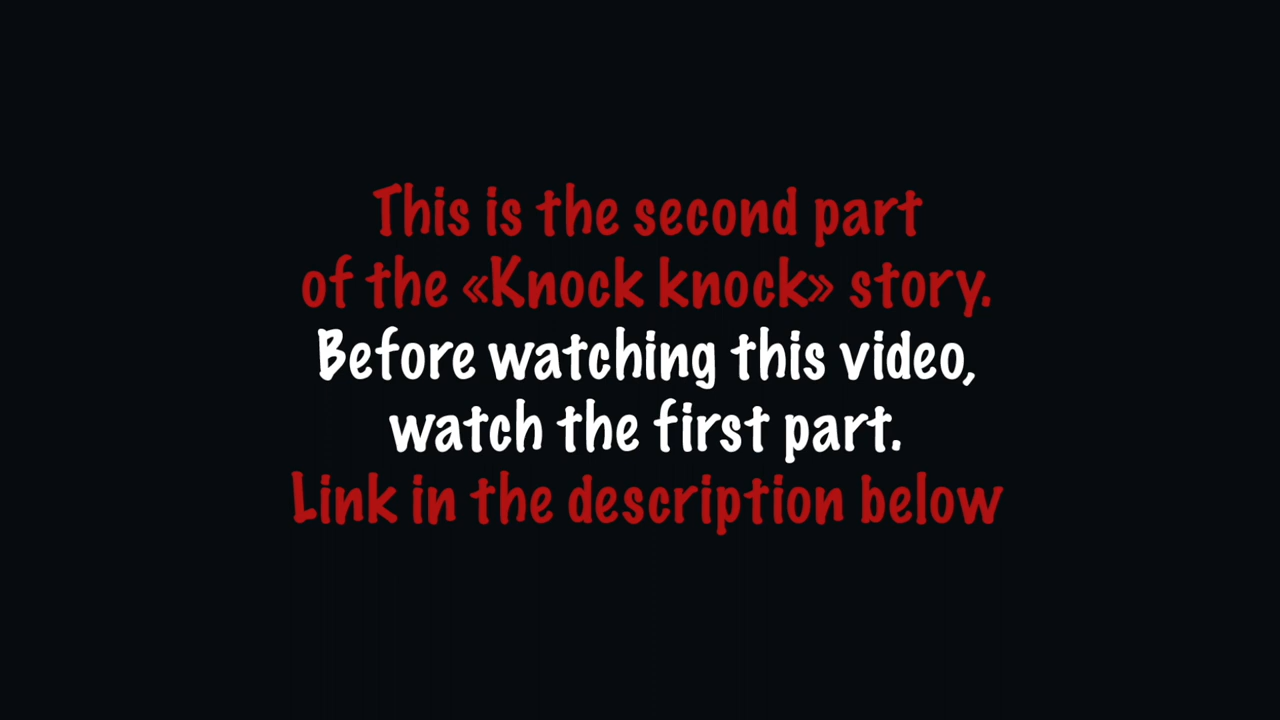 This is the second part
of the «Knock knock» story.
Before watching this video,
watch the first part.
Link in the description below